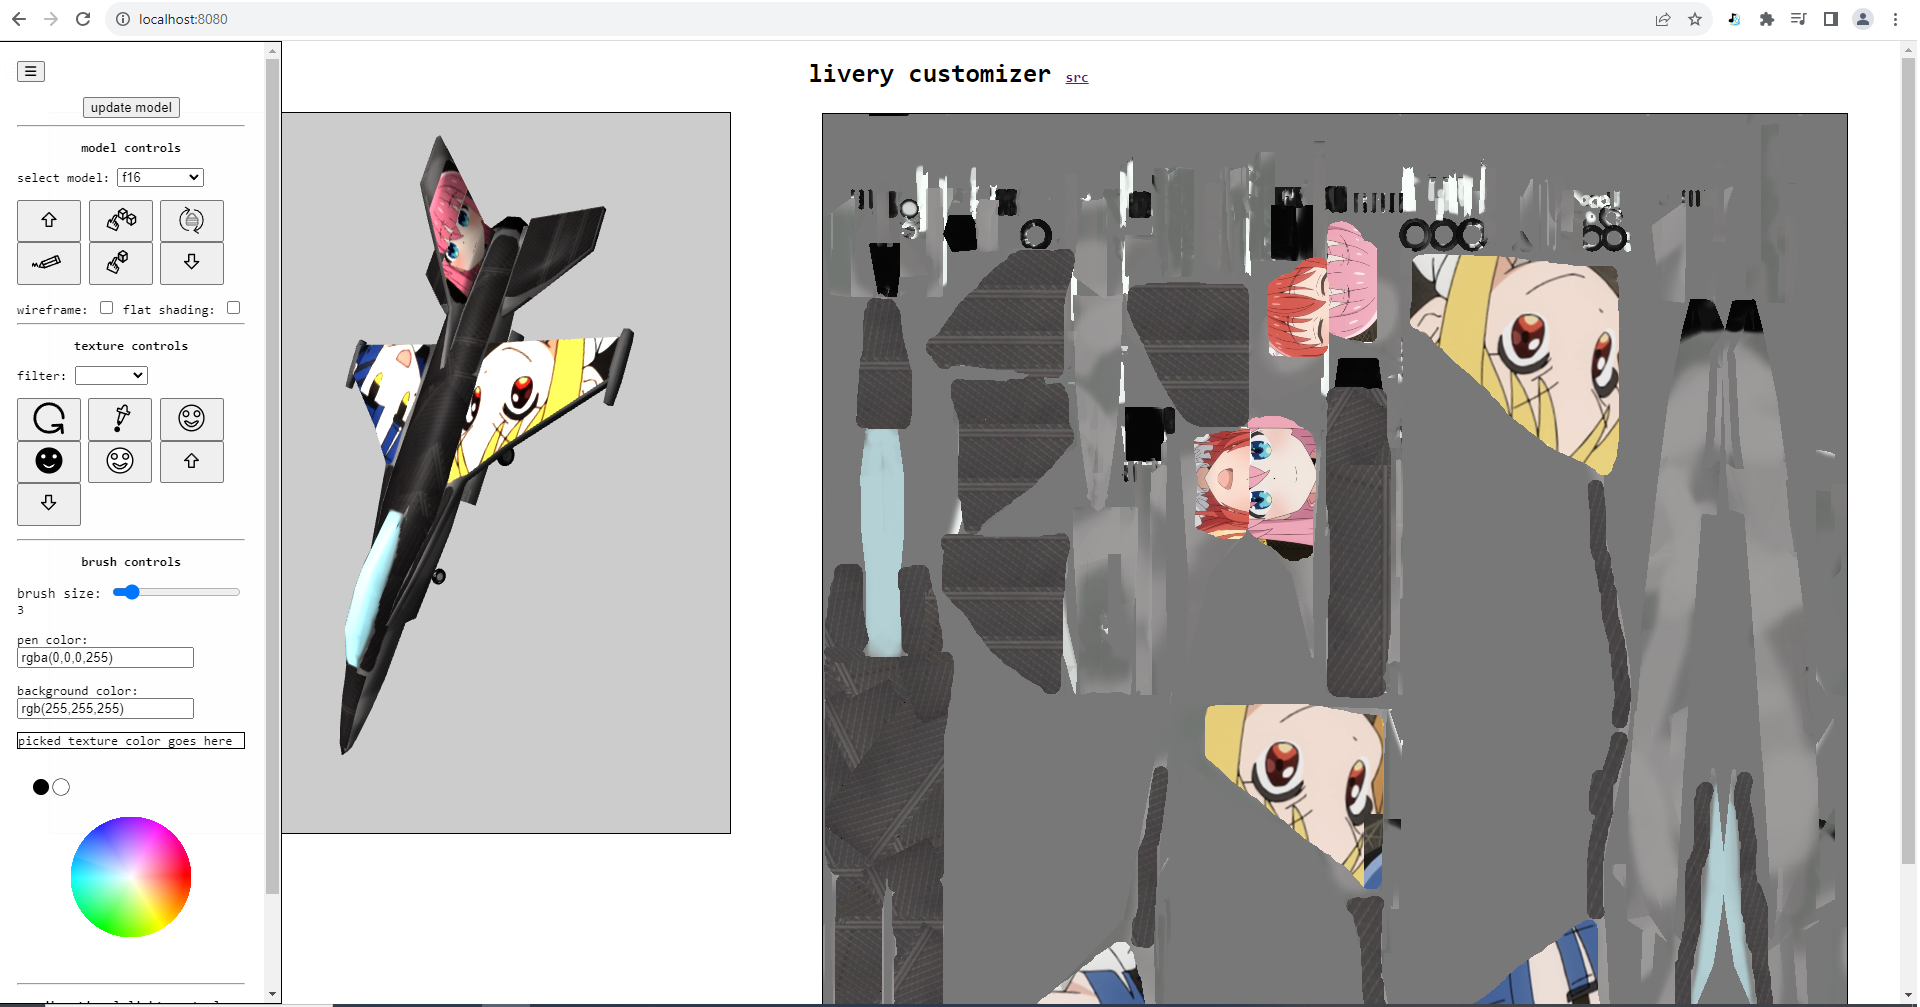 localhost:8080
☰
livery customizer src
update model
model controls
select model: f16
wireframe: flat shading:
texture controls
filter:
brush controls
brush size:
3
pen color:
rgba(0,0,0,255)
background color:
rgb(255,255,255)
picked texture color goes here